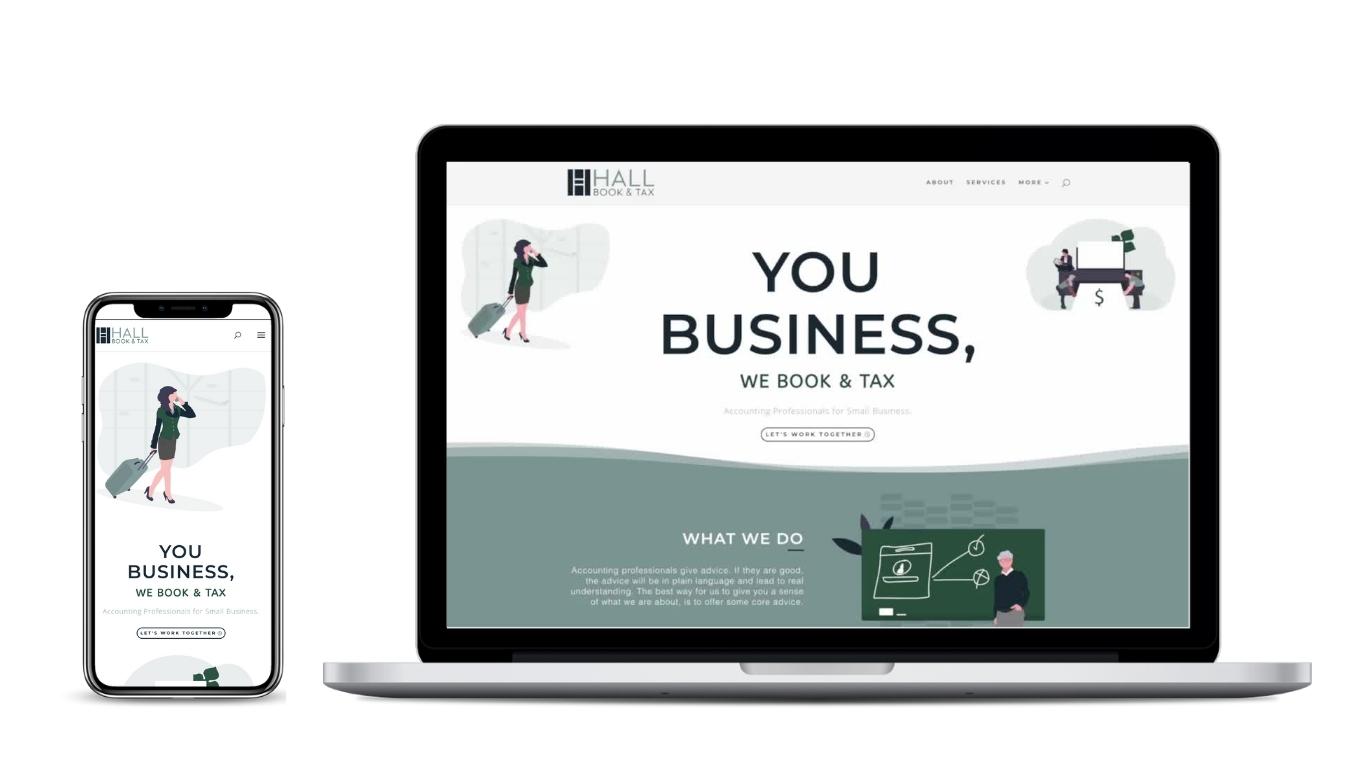 HALL
BOOK & TAX
YOU
BUSINESS,
WE BOOK & TAX
Accounting Professionals for Small Business.
LET'S WORK TOGETHER
HALL
BOOK & TAX
ABOUT SERVICES MORE
YOU
BUSINESS,
WE BOOK & TAX
Accounting Professionals for Small Business.
LET'S WORK TOGETHER
$
WHAT WE DO
Accounting professionals give advice. If they are good,
the advice will be in plain language and lead to real
understanding. The best way for us to give you a sense
of what we are about, is to offer some core advice.